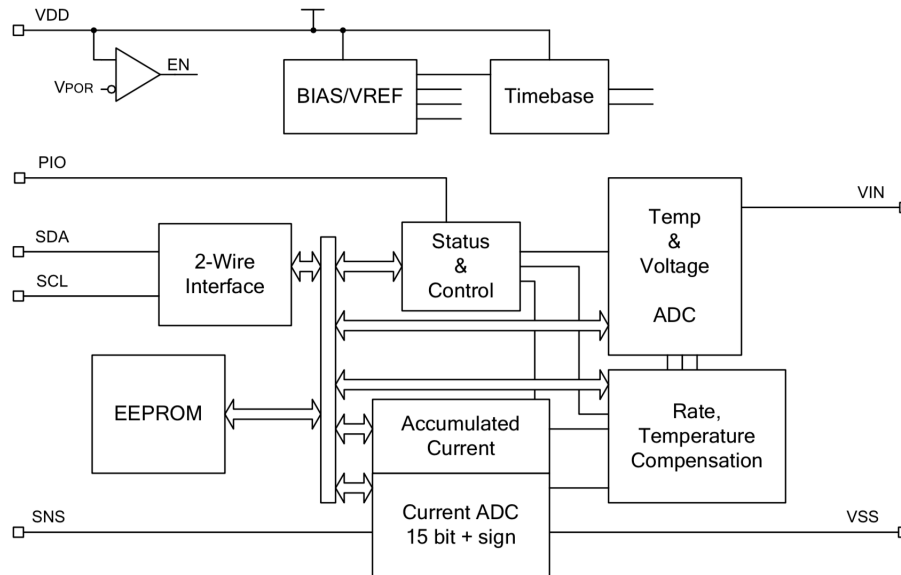 VDD
EN
VPOR
BIAS/VREF
Timebase
PIO
VIN
Temp
&
Voltage
ADC
SDA
SCL
2-Wire
Interface
Status
&
Control
EEPROM
Accumulated
Current
Rate,
Temperature
Compensation
SNS
Current ADC
15 bit + sign
VSS